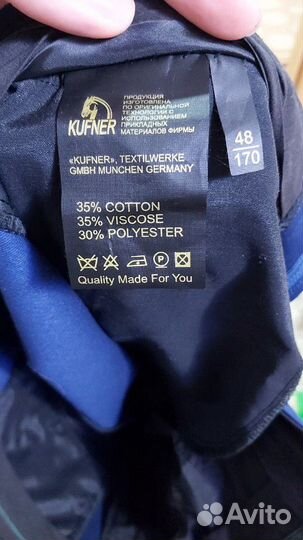 KUFNER
ПРОДУКЦИЯ
ИЗГОТОВЛЕНА
ПО ОРИГИНАЛЬНОЙ
ТЕХНОЛОГИИ С
ИСПОЛЬЗОВАНИЕМ
ПРИКЛАДНЫХ
МАТЕРИАЛОВ ФИРМЫ
«KUFNER», TEXTILWERKE
GMBH MUNCHEN GERMANY
48
170
35% COTTON
35% VISCOSE
30% POLYESTER
P
Quality Made For You
Avito